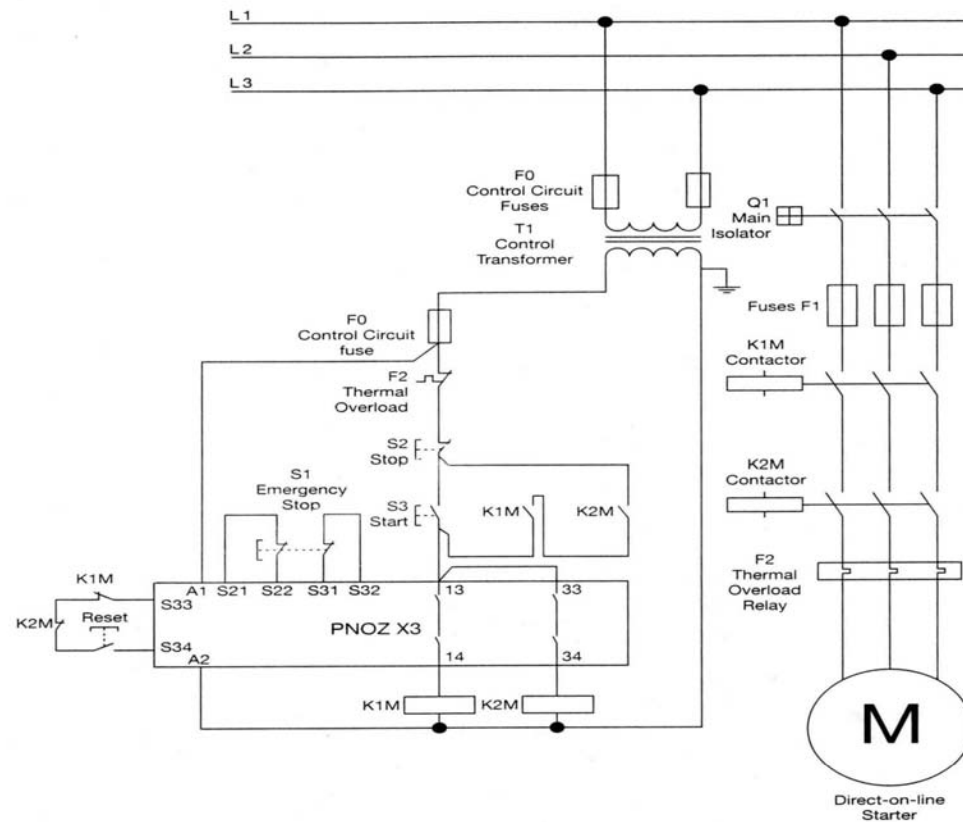 L1
L2
L3
F0
Control Circuit
Fuses
T1
Control
Transformer
Q1
Main
Isolator
Fuses F1
F0
Control Circuit
fuse
K1M
Contactor
F2
Thermal
Overload
S2
Stop
S1
Emergency
Stop
K2M
Contactor
S3
Start
K1M
K2M
F2
Thermal
Overload
Relay
K1M
A1 S21 S22 S31 S32 13 33
S33
K2M
Reset
PNOZ X3
S34
A2 14 34
K1M
K2M
M
Direct-on-line
Starter